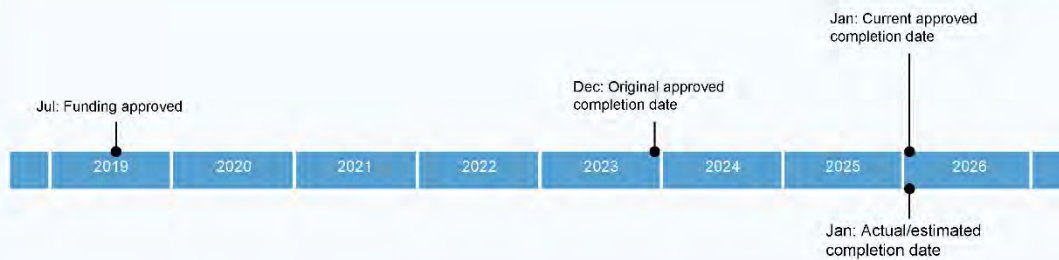 Jan: Current approved
completion date
Dec: Original approved
completion date
Jul: Funding approved
2019
2020
2021
2022
2023
2024
2025
2026
Jan: Actual/estimated
completion date